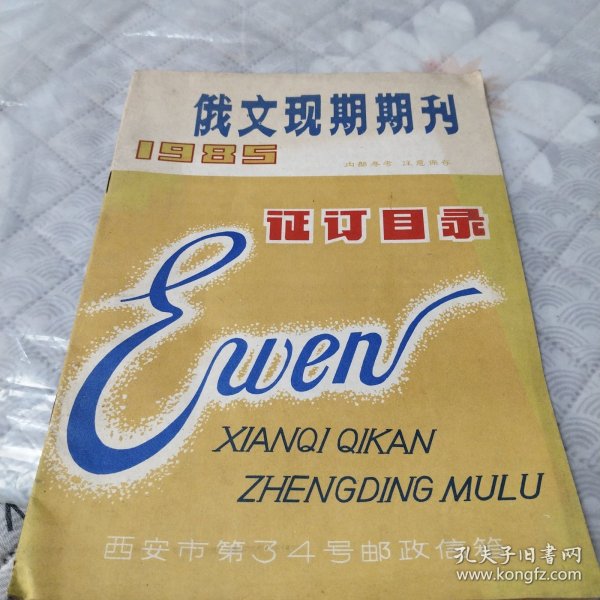 俄文现期期刊
1985
内部参考 注意保存
征订目录
Ewen
XIANQI QIKAN
ZHENGDING MULU
西安市第34号邮政信箱
孔夫子旧书网
www.kongfz.com